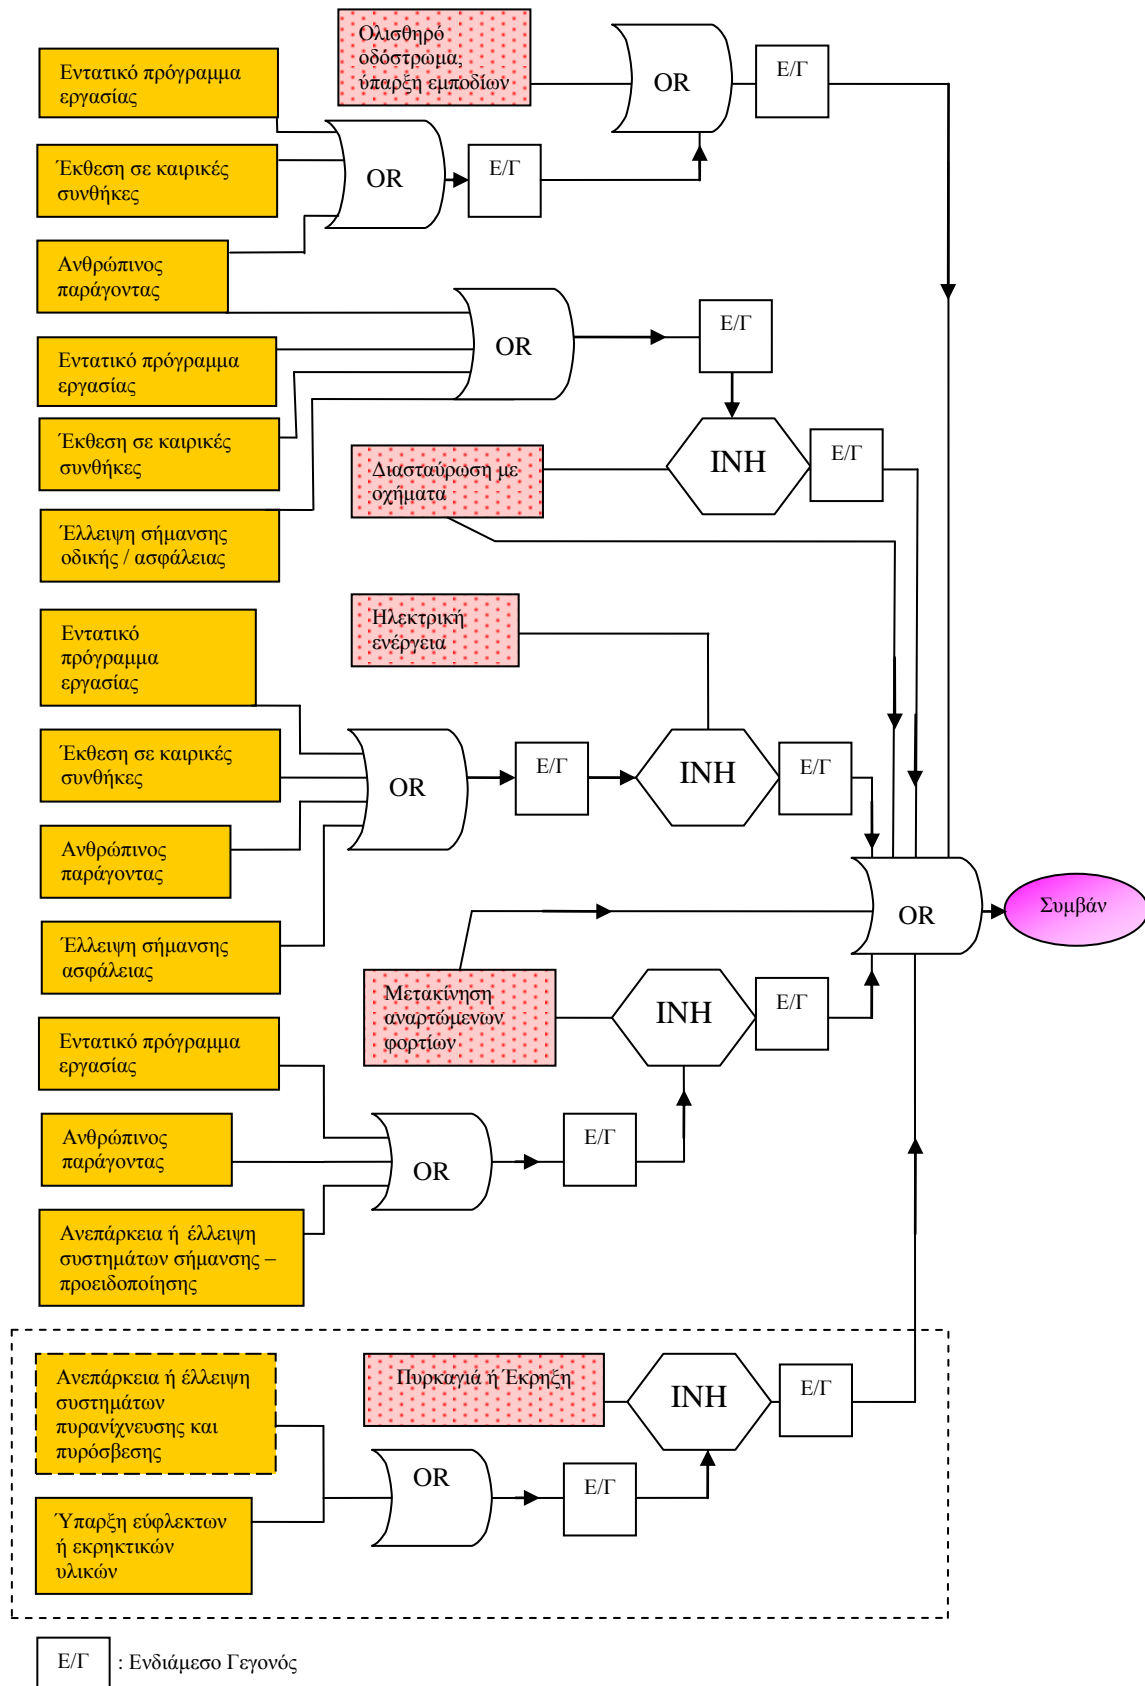 Ολισθηρό
οδόστρωμα,
ύπαρξη εμποδίων
OR
Ε/Γ
Εντατικό πρόγραμμα
εργασίας
Έκθεση σε καιρικές
συνθήκες
OR
Ε/Γ
Ανθρώπινος
παράγοντας
OR
Ε/Γ
Εντατικό πρόγραμμα
εργασίας
Έκθεση σε καιρικές
συνθήκες
Διασταύρωση με
οχήματα
INH
Ε/Γ
Έλλειψη σήμανσης
οδικής / ασφάλειας
Ηλεκτρική
ενέργεια
Εντατικό
πρόγραμμα
εργασίας
Έκθεση σε καιρικές
συνθήκες
OR
Ε/Γ
INH
Ε/Γ
Ανθρώπινος
παράγοντας
OR
Συμβάν
Έλλειψη σήμανσης
ασφάλειας
Μετακίνηση
αναρτώμενων
φορτίων
INH
Ε/Γ
Εντατικό πρόγραμμα
εργασίας
Ανθρώπινος
παράγοντας
OR
Ε/Γ
Ανεπάρκεια ή έλλειψη
συστημάτων σήμανσης –
προειδοποίησης
Ανεπάρκεια ή έλλειψη
συστημάτων
πυρανίχνευσης και
πυρόσβεσης
Πυρκαγιά ή Έκρηξη
INH
Ε/Γ
OR
Ε/Γ
Ύπαρξη εύφλεκτων
ή εκρηκτικών
υλικών
Ε/Γ : Ενδιάμεσο Γεγονός